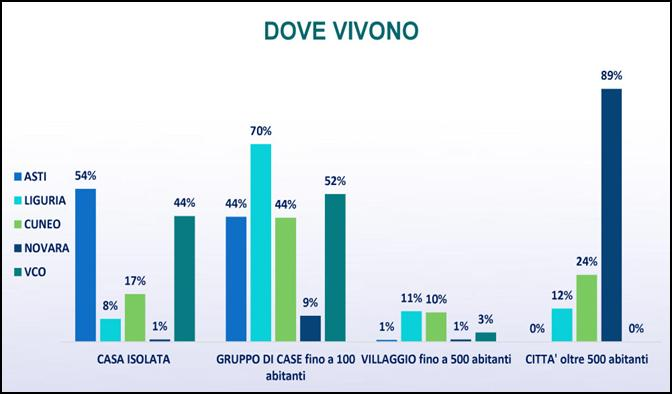 DOVE VIVONO
ASTI
LIGURIA
CUNEO
NOVARA
VCO
54%
8%
17%
1%
44%
44%
70%
44%
9%
52%
1%
11%
10%
1%
3%
0%
12%
24%
89%
0%
CASA ISOLATA
GRUPPO DI CASE fino a 100
abitanti
VILLAGGIO fino a 500 abitanti
CITTA' oltre 500 abitanti